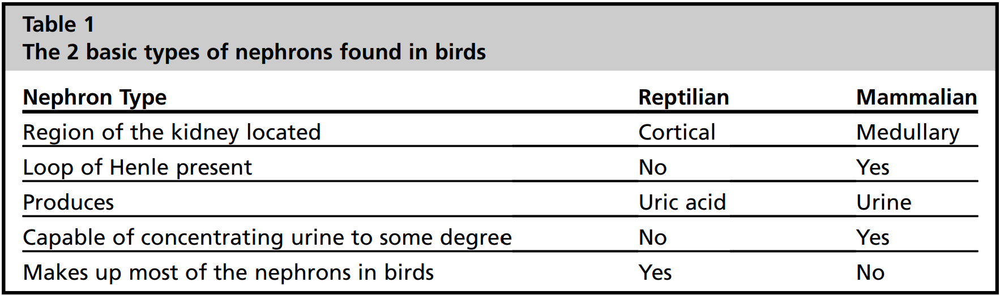 Table 1
The 2 basic types of nephrons found in birds
Nephron Type Reptilian Mammalian
Region of the kidney located Cortical Medullary
Loop of Henle present No Yes
Produces Uric acid Urine
Capable of concentrating urine to some degree No Yes
Makes up most of the nephrons in birds Yes No